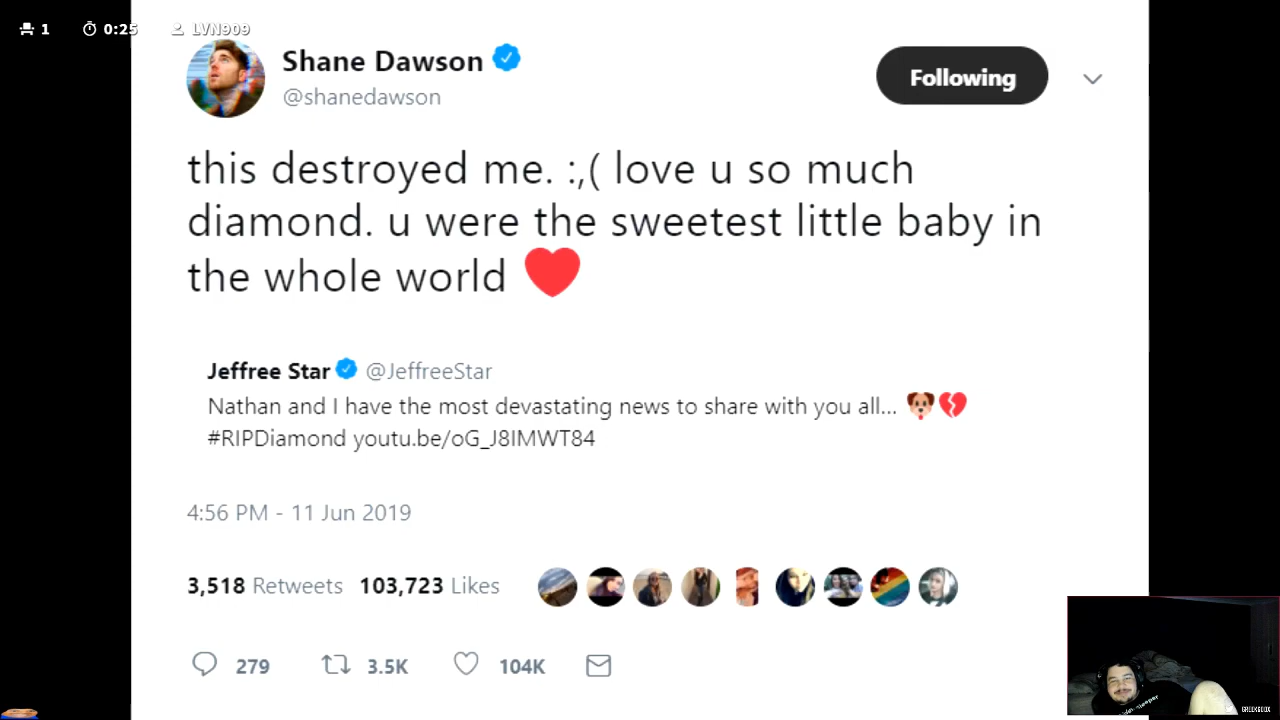 1 0:25 LVN909
Shane Dawson
@shanedawson
Following
this destroyed me. :,( love u so much
diamond. u were the sweetest little baby in
the whole world ❤
Jeffree Star @JeffreeStar
Nathan and I have the most devastating news to share with you all... 🐶💔
#RIPDiamond youtu.be/oG_J8IMWT84
4:56 PM - 11 Jun 2019
3,518 Retweets 103,723 Likes
279 3.5K 104K